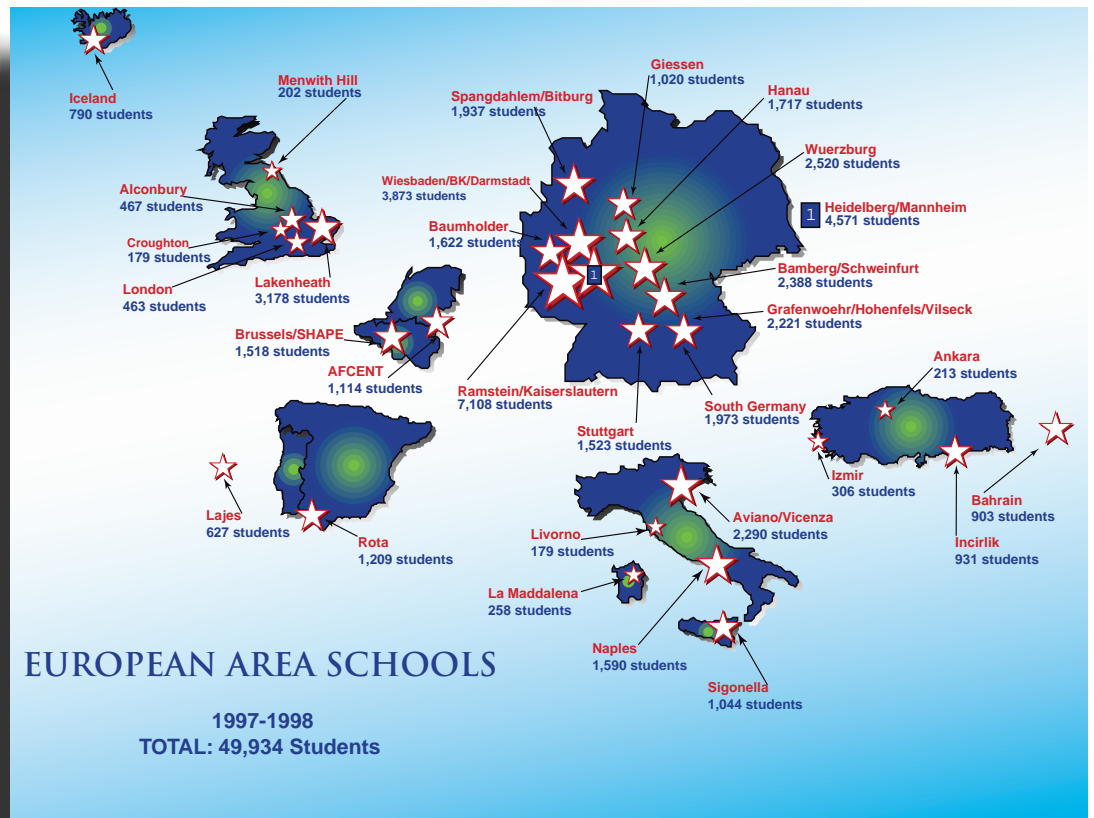 Iceland
790 students
Menwith Hill
202 students
Alconbury
467 students
Croughton
179 students
London
463 students
Lakenheath
3,178 students
Brussels/SHAPE
1,518 students
AFCENT
1,114 students
Spangdahlem/Bitburg
1,937 students
Giessen
1,020 students
Hanau
1,717 students
Wuerzburg
2,520 students
Wiesbaden/BK/Darmstadt
3,873 students
Baumholder
1,622 students
1
1
Heidelberg/Mannheim
4,571 students
Bamberg/Schweinfurt
2,388 students
Grafenwoehr/Hohenfels/Vilseck
2,221 students
Ramstein/Kaiserslautern
7,108 students
South Germany
1,973 students
Stuttgart
1,523 students
Ankara
213 students
Izmir
306 students
Bahrain
903 students
Incirlik
931 students
Lajes
627 students
Rota
1,209 students
Livorno
179 students
Aviano/Vicenza
2,290 students
La Maddalena
258 students
Naples
1,590 students
Sigonella
1,044 students
EUROPEAN AREA SCHOOLS
1997-1998
TOTAL: 49,934 Students